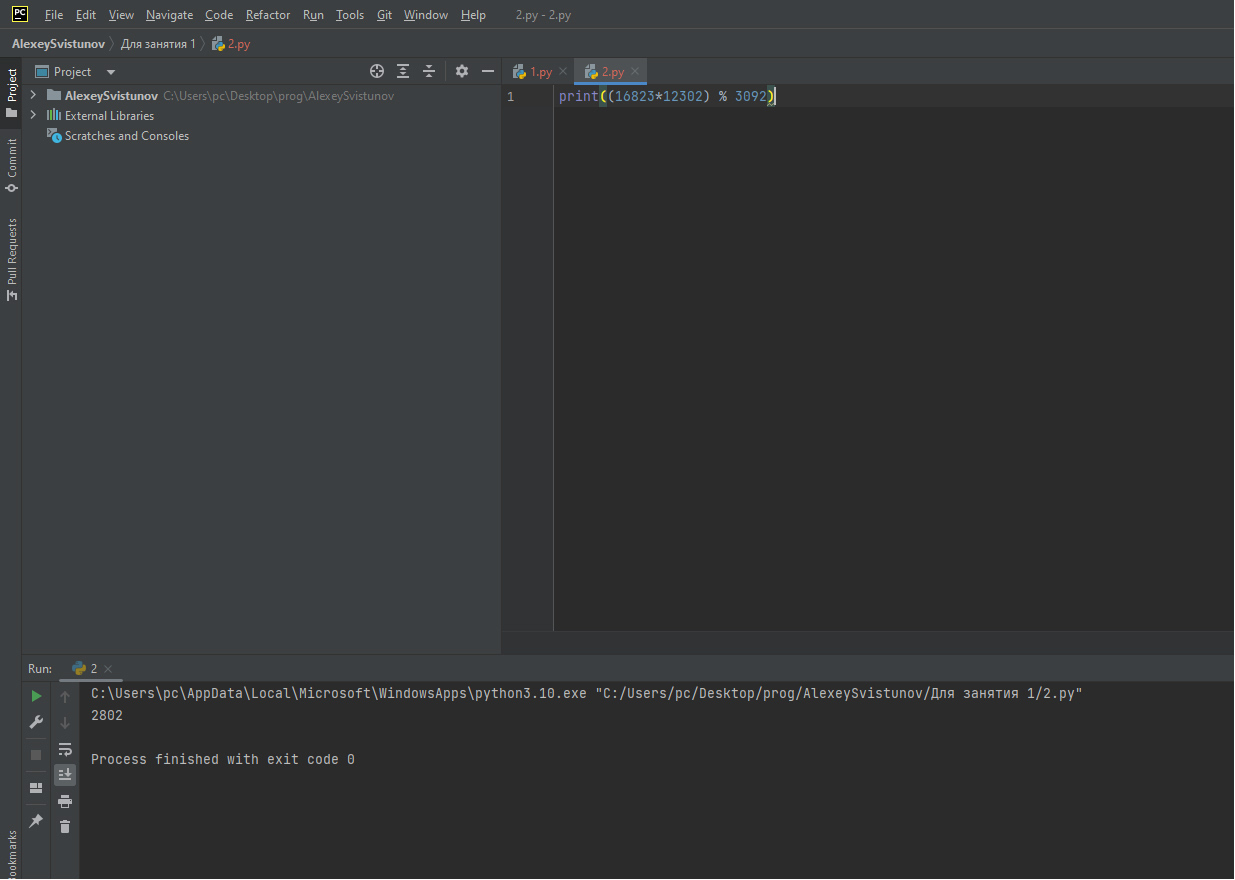 PC File Edit View Navigate Code Refactor Run Tools Git Window Help 2.py - 2.py
AlexeySvistunov Для занятия 1 2.py
Project
1.py 2.py
AlexeySvistunov C:\Users\pc\Desktop\prog\AlexeySvistunov
External Libraries
Scratches and Consoles
1 print((16823*12302) % 3092)
Project
Commit
Pull Requests
Run: 2
C:\Users\pc\AppData\Local\Microsoft\WindowsApps\python3.10.exe "C:/Users/pc/Desktop/prog/AlexeySvistunov/Для занятия 1/2.py"
2802
Process finished with exit code 0
ookmarks